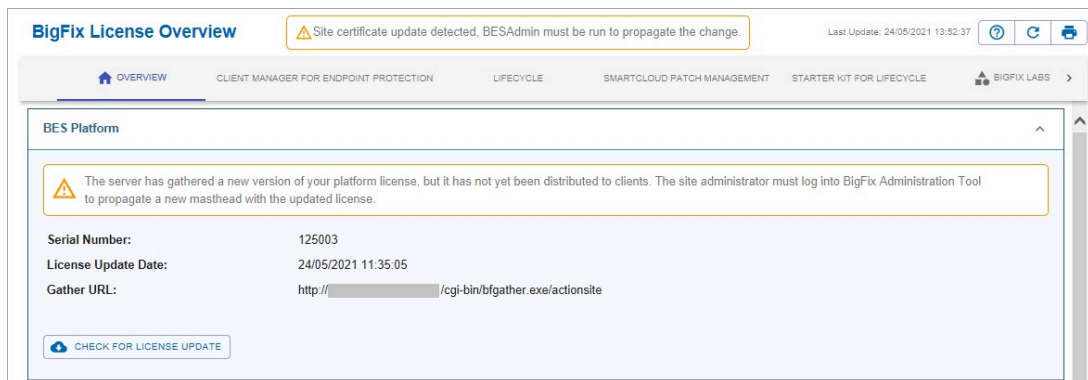 BigFix License Overview
Site certificate update detected, BESAdmin must be run to propagate the change.
Last Update: 24/05/2021 13:52:37
OVERVIEW CLIENT MANAGER FOR ENDPOINT PROTECTION LIFECYCLE SMARTCLOUD PATCH MANAGEMENT STARTER KIT FOR LIFECYCLE BIGFIX LABS
BES Platform
The server has gathered a new version of your platform license, but it has not yet been distributed to clients. The site administrator must log into BigFix Administration Tool
to propagate a new masthead with the updated license.
Serial Number: 125003
License Update Date: 24/05/2021 11:35:05
Gather URL: http:// /cgi-bin/bfgather.exe/actionsite
CHECK FOR LICENSE UPDATE